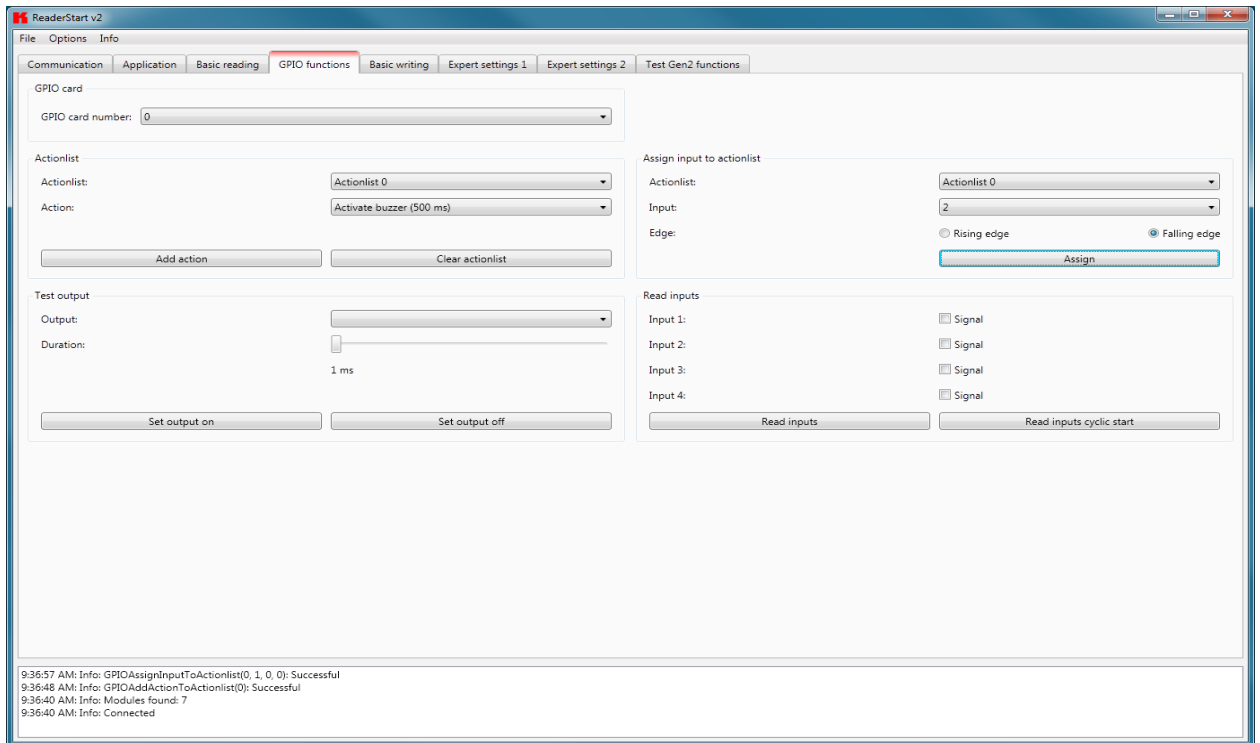 ReaderStart v2
File Options Info
Communication Application Basic reading GPIO functions Basic writing Expert settings 1 Expert settings 2 Test Gen2 functions
GPIO card
GPIO card number: 0
Actionlist
Actionlist: Actionlist 0
Action: Activate buzzer (500 ms)
Add action Clear actionlist
Assign input to actionlist
Actionlist: Actionlist 0
Input: 2
Edge: Rising edge Falling edge
Assign
Test output
Output:
Duration:
1 ms
Set output on Set output off
Read inputs
Input 1: Signal
Input 2: Signal
Input 3: Signal
Input 4: Signal
Read inputs Read inputs cyclic start
9:36:57 AM: Info: GPIOAssignInputToActionlist(0, 1, 0, 0): Successful
9:36:48 AM: Info: GPIOAddActionToActionlist(0): Successful
9:36:40 AM: Info: Modules found: 7
9:36:40 AM: Info: Connected